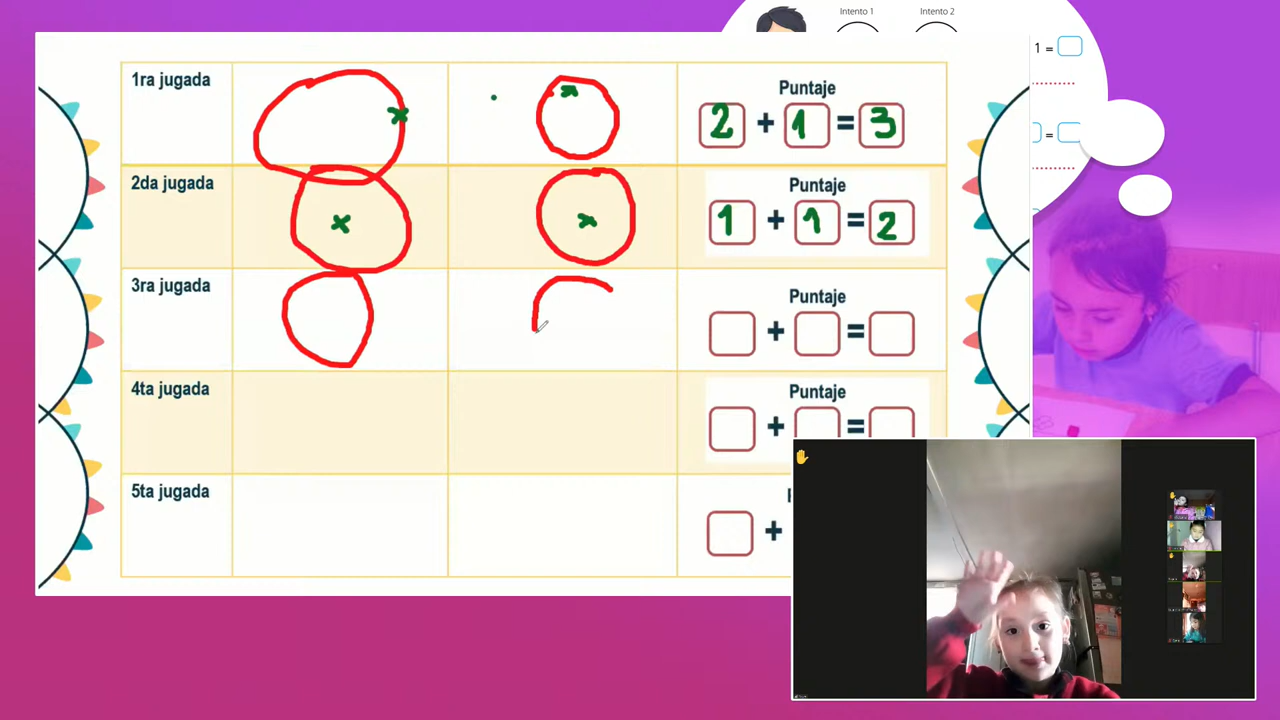 Intento 1 Intento 2
1 =
=
1ra jugada
Puntaje
2 + 1 = 3
2da jugada
Puntaje
1 + 1 = 2
3ra jugada
Puntaje
+ =
4ta jugada
Puntaje
+ =
5ta jugada
+